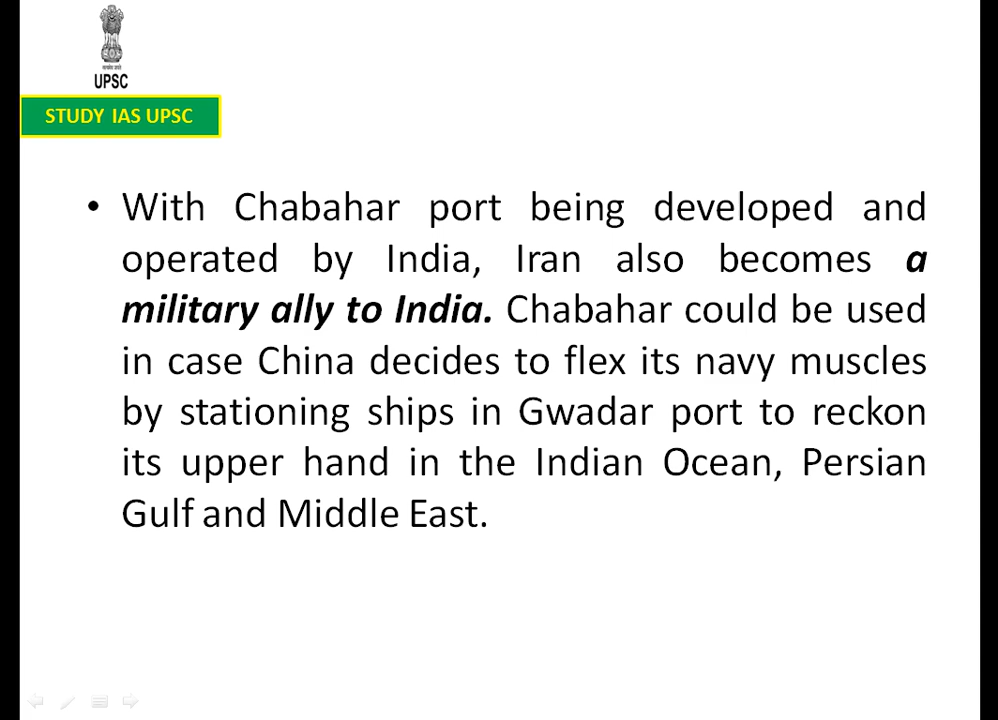 UPSC
STUDY IAS UPSC
• With Chabahar port being developed and
operated by India, Iran also becomes a
military ally to India. Chabahar could be used
in case China decides to flex its navy muscles
by stationing ships in Gwadar port to reckon
its upper hand in the Indian Ocean, Persian
Gulf and Middle East.